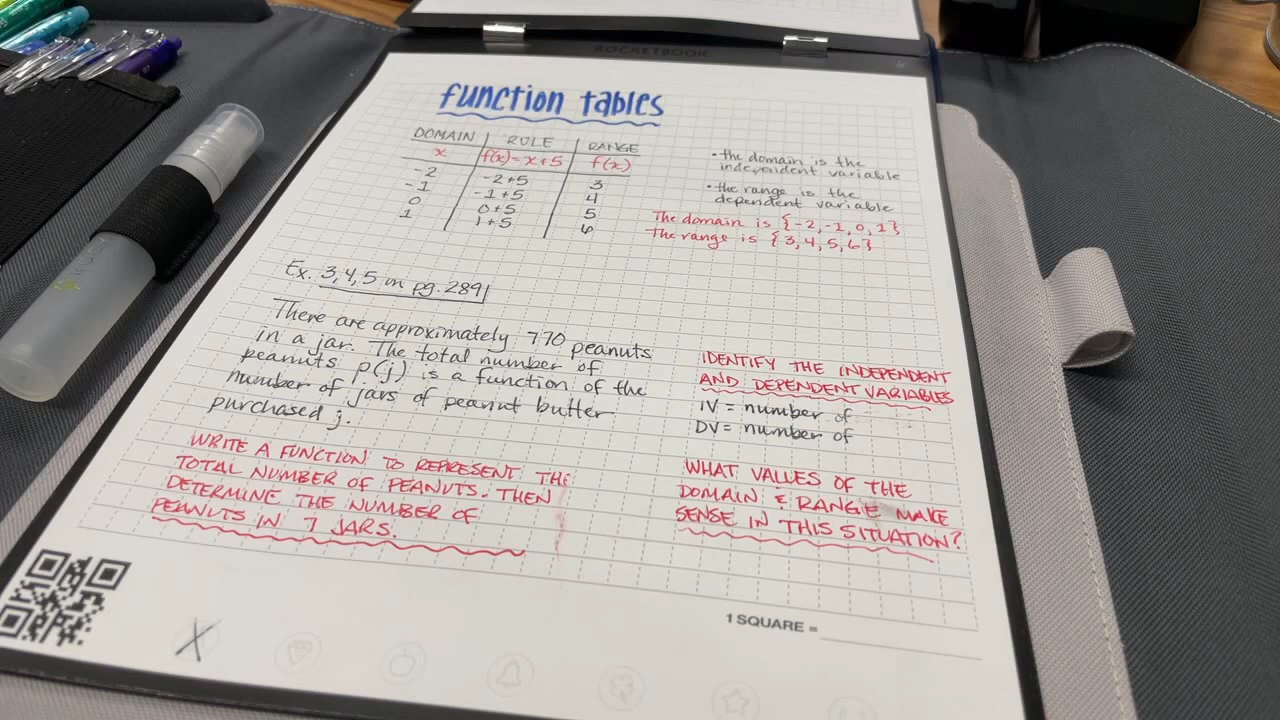 ROCKETBOOK
function tables
DOMAIN RULE RANGE
x f(x)=x+5 f(x)
-2 -2+5 3
-1 -1+5 4
0 0+5 5
1 1+5 6
• the domain is the
independent variable
• the range is the
dependent variable
The domain is {-2,-1,0,1},
The range is {3,4,5,6}
Ex. 3,4,5 on pg. 289
There are approximately 770 peanuts
in a jar. The total number of
peanuts p(j) is a function of the
number of jars of peanut butter
purchased j.
IDENTIFY THE INDEPENDENT
AND DEPENDENT VARIABLES
IV = number of
DV = number of
WRITE A FUNCTION TO REPRESENT THE
TOTAL NUMBER OF PEANUTS. THEN
DETERMINE THE NUMBER OF
PEANUTS IN 7 JARS.
WHAT VALUES OF THE
DOMAIN & RANGE MAKE
SENSE IN THIS SITUATION?
1 SQUARE =
X